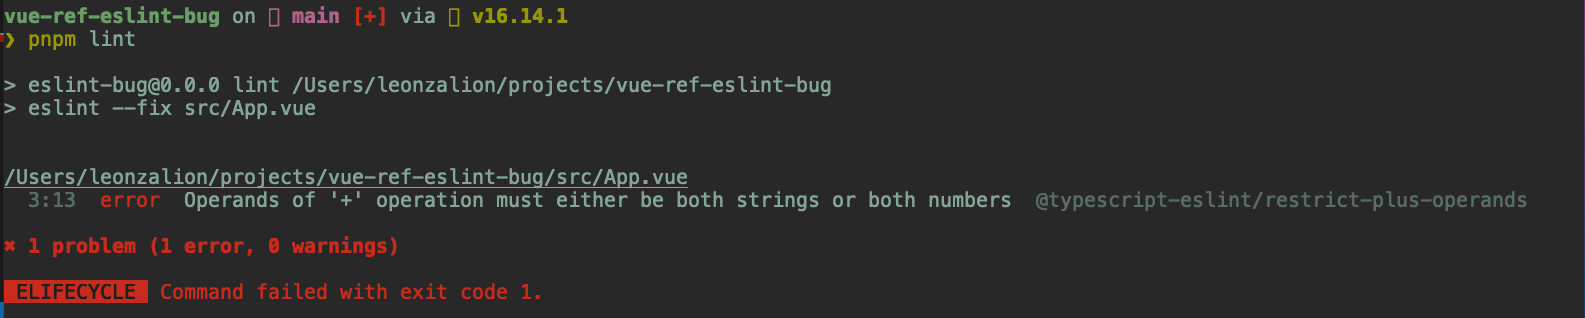 vue-ref-eslint-bug on main [+] via v16.14.1
❯ pnpm lint
> eslint-bug@0.0.0 lint /Users/leonzalion/projects/vue-ref-eslint-bug
> eslint --fix src/App.vue
/Users/leonzalion/projects/vue-ref-eslint-bug/src/App.vue
3:13 error Operands of '+' operation must either be both strings or both numbers @typescript-eslint/restrict-plus-operands
✖ 1 problem (1 error, 0 warnings)
ELIFECYCLE Command failed with exit code 1.